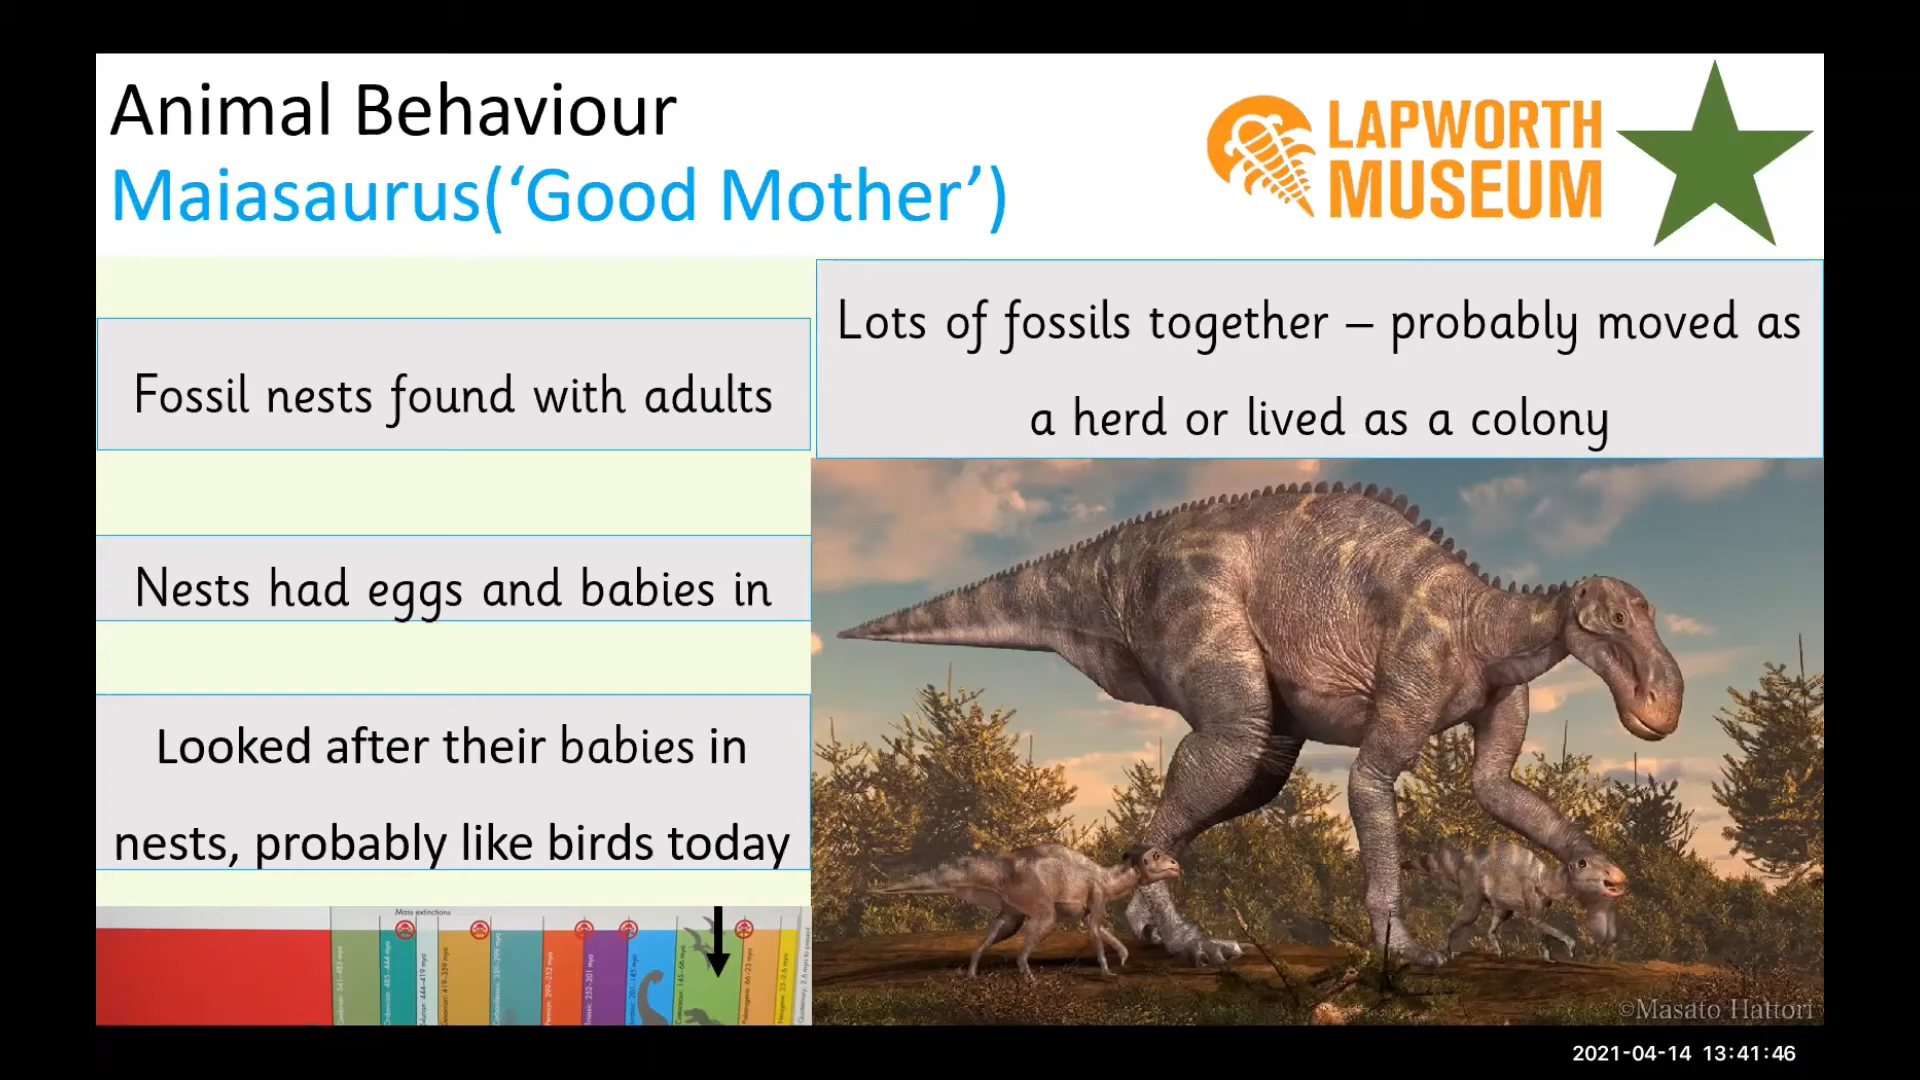 Animal Behaviour
Maiasaurus(‘Good Mother’)
LAPWORTH
MUSEUM
Fossil nests found with adults
Lots of fossils together – probably moved as
a herd or lived as a colony
Nests had eggs and babies in
Looked after their babies in
nests, probably like birds today
Mass extinctions
©Masato Hattori
2021-04-14 13:41:46